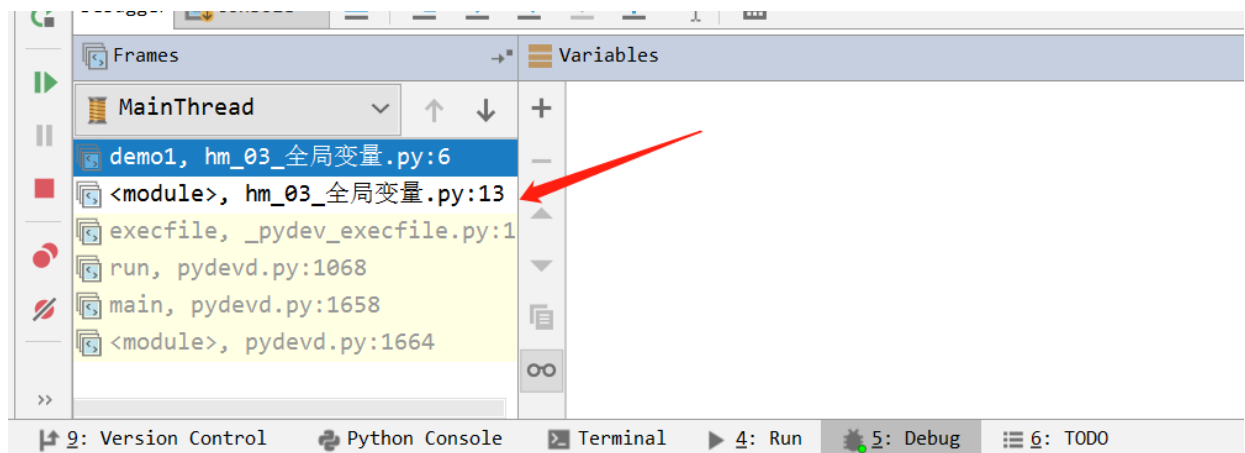 Frames
Variables
MainThread
demo1, hm_03_全局变量.py:6
<module>, hm_03_全局变量.py:13
execfile, _pydev_execfile.py:1
run, pydevd.py:1068
main, pydevd.py:1658
<module>, pydevd.py:1664
9: Version Control Python Console Terminal 4: Run 5: Debug 6: TODO